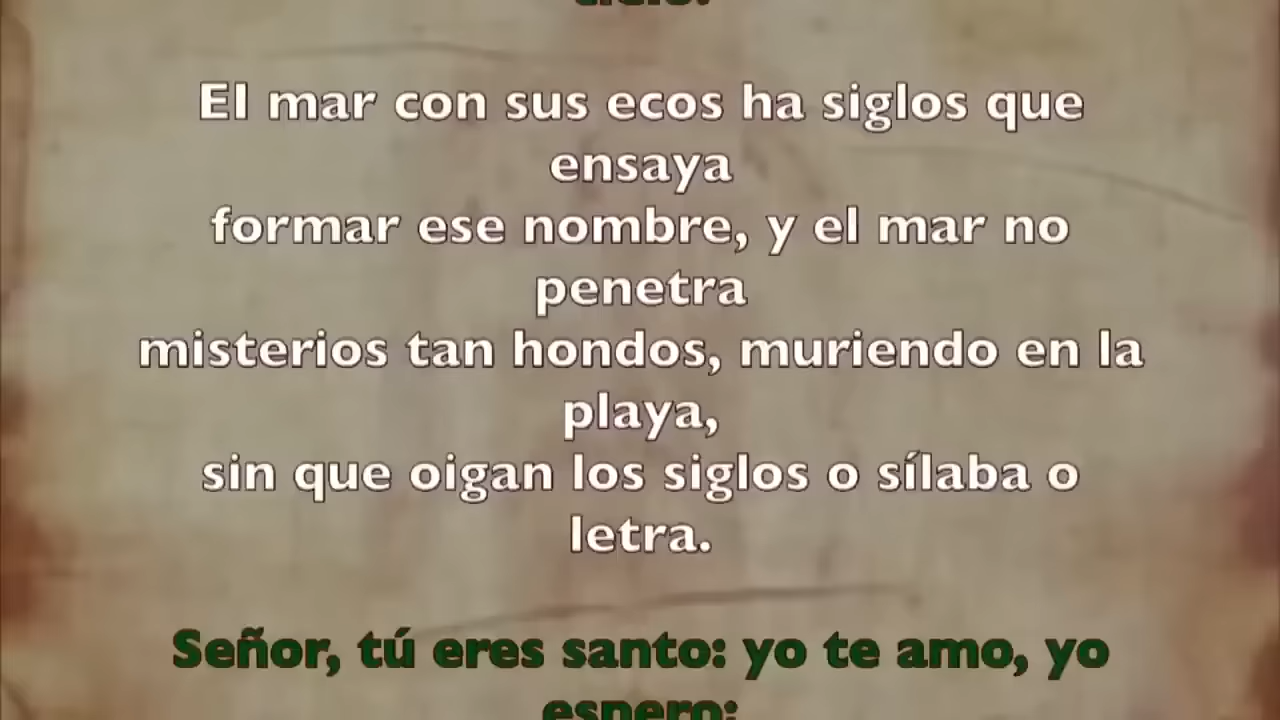 El mar con sus ecos ha siglos que
ensaya
formar ese nombre, y el mar no
penetra
misterios tan hondos, muriendo en la
playa,
sin que oigan los siglos o sílaba o
letra.
Señor, tú eres santo: yo te amo, yo
espero: